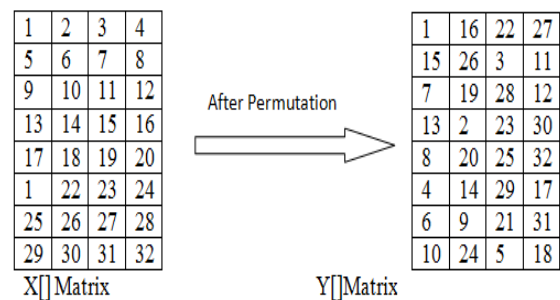 1 2 3 4 1 16 22 27
5 6 7 8 15 26 3 11
9 10 11 12 7 19 28 12
After Permutation
13 14 15 16 13 2 23 30
17 18 19 20 8 20 25 32
1 22 23 24 4 14 29 17
25 26 27 28 6 9 21 31
29 30 31 32 10 24 5 18
X[] Matrix Y[]Matrix